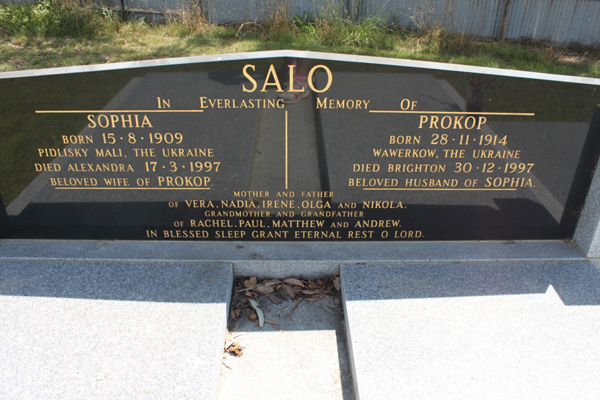 SALO
IN EVERLASTING MEMORY OF
SOPHIA
BORN 15·8·1909
PIDLISKY MALI, THE UKRAINE
DIED ALEXANDRA 17·3·1997
BELOVED WIFE OF PROKOP.
PROKOP
BORN 28·11·1914
WAWERKOW, THE UKRAINE
DIED BRIGHTON 30·12·1997
BELOVED HUSBAND OF SOPHIA.
MOTHER AND FATHER
OF VERA, NADIA, IRENE, OLGA AND NIKOLA.
GRANDMOTHER AND GRANDFATHER
OF RACHEL, PAUL, MATTHEW AND ANDREW.
IN BLESSED SLEEP GRANT ETERNAL REST O LORD.